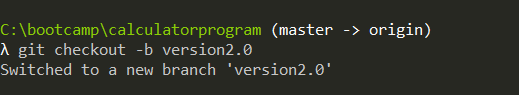 C:\bootcamp\calculatorprogram (master -> origin)
λ git checkout -b version2.0
Switched to a new branch 'version2.0'